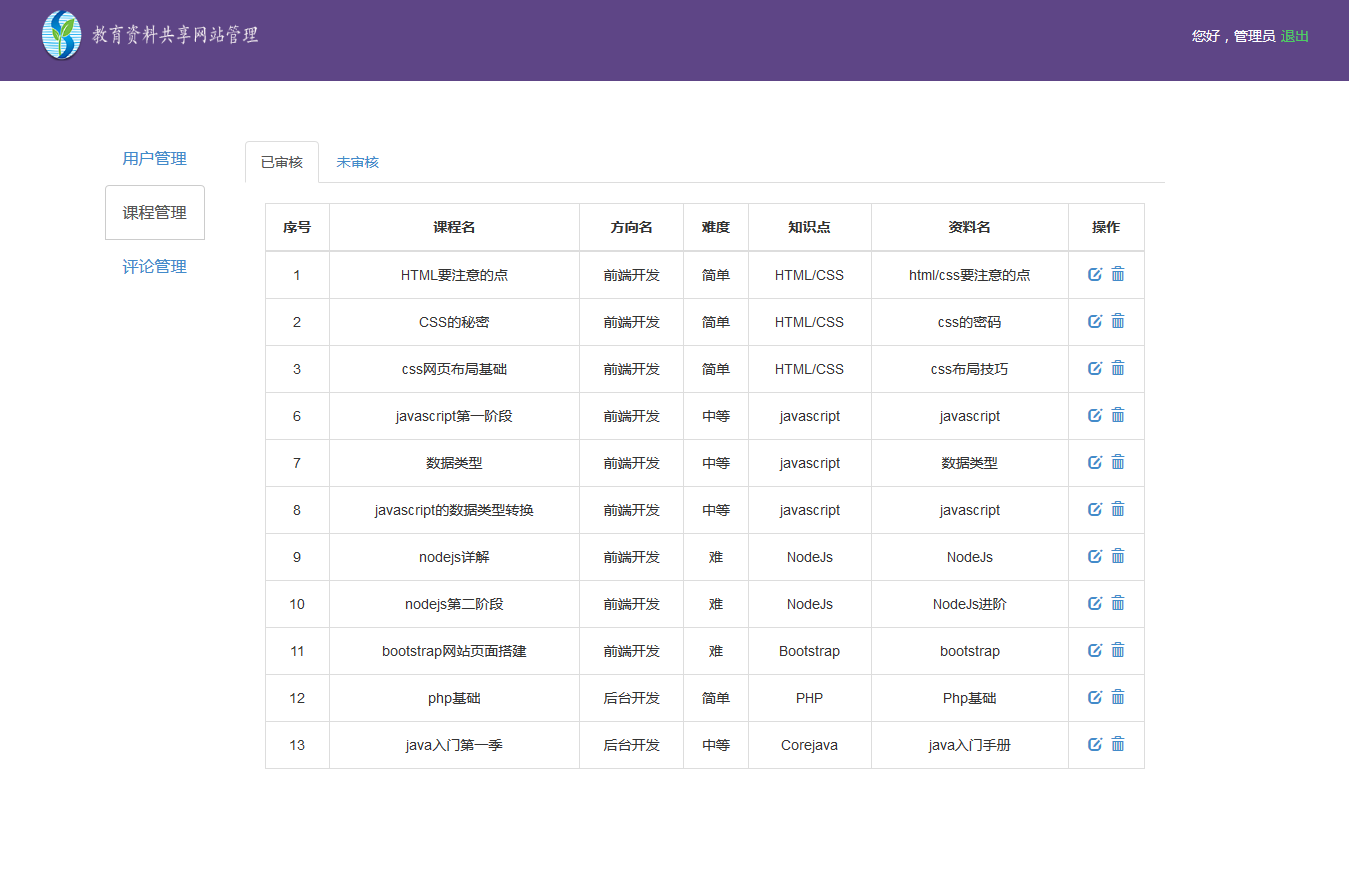 教育资料共享网站管理
您好，管理员 退出
用户管理
课程管理
评论管理
已审核 未审核
序号 课程名 方向名 难度 知识点 资料名 操作
1 HTML要注意的点 前端开发 简单 HTML/CSS html/css要注意的点
2 CSS的秘密 前端开发 简单 HTML/CSS css的密码
3 css网页布局基础 前端开发 简单 HTML/CSS css布局技巧
6 javascript第一阶段 前端开发 中等 javascript javascript
7 数据类型 前端开发 中等 javascript 数据类型
8 javascript的数据类型转换 前端开发 中等 javascript javascript
9 nodejs详解 前端开发 难 NodeJs NodeJs
10 nodejs第二阶段 前端开发 难 NodeJs NodeJs进阶
11 bootstrap网站页面搭建 前端开发 难 Bootstrap bootstrap
12 php基础 后台开发 简单 PHP Php基础
13 java入门第一季 后台开发 中等 Corejava java入门手册